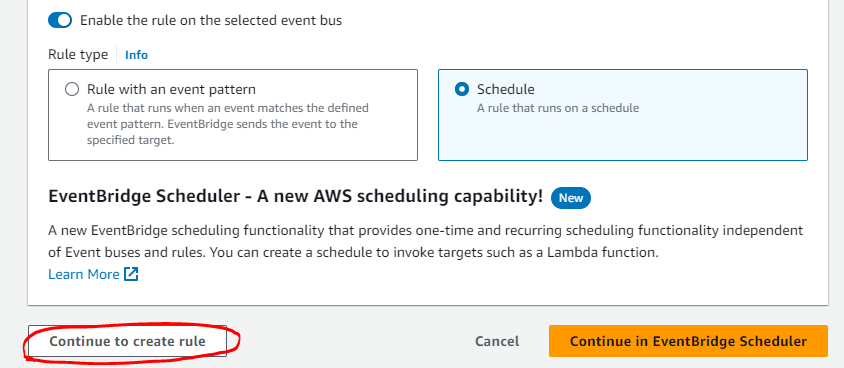 Enable the rule on the selected event bus
Rule type Info
Rule with an event pattern
A rule that runs when an event matches the defined
event pattern. EventBridge sends the event to the
specified target.
Schedule
A rule that runs on a schedule
EventBridge Scheduler - A new AWS scheduling capability! New
A new EventBridge scheduling functionality that provides one-time and recurring scheduling functionality independent
of Event buses and rules. You can create a schedule to invoke targets such as a Lambda function.
Learn More
Continue to create rule
Cancel
Continue in EventBridge Scheduler